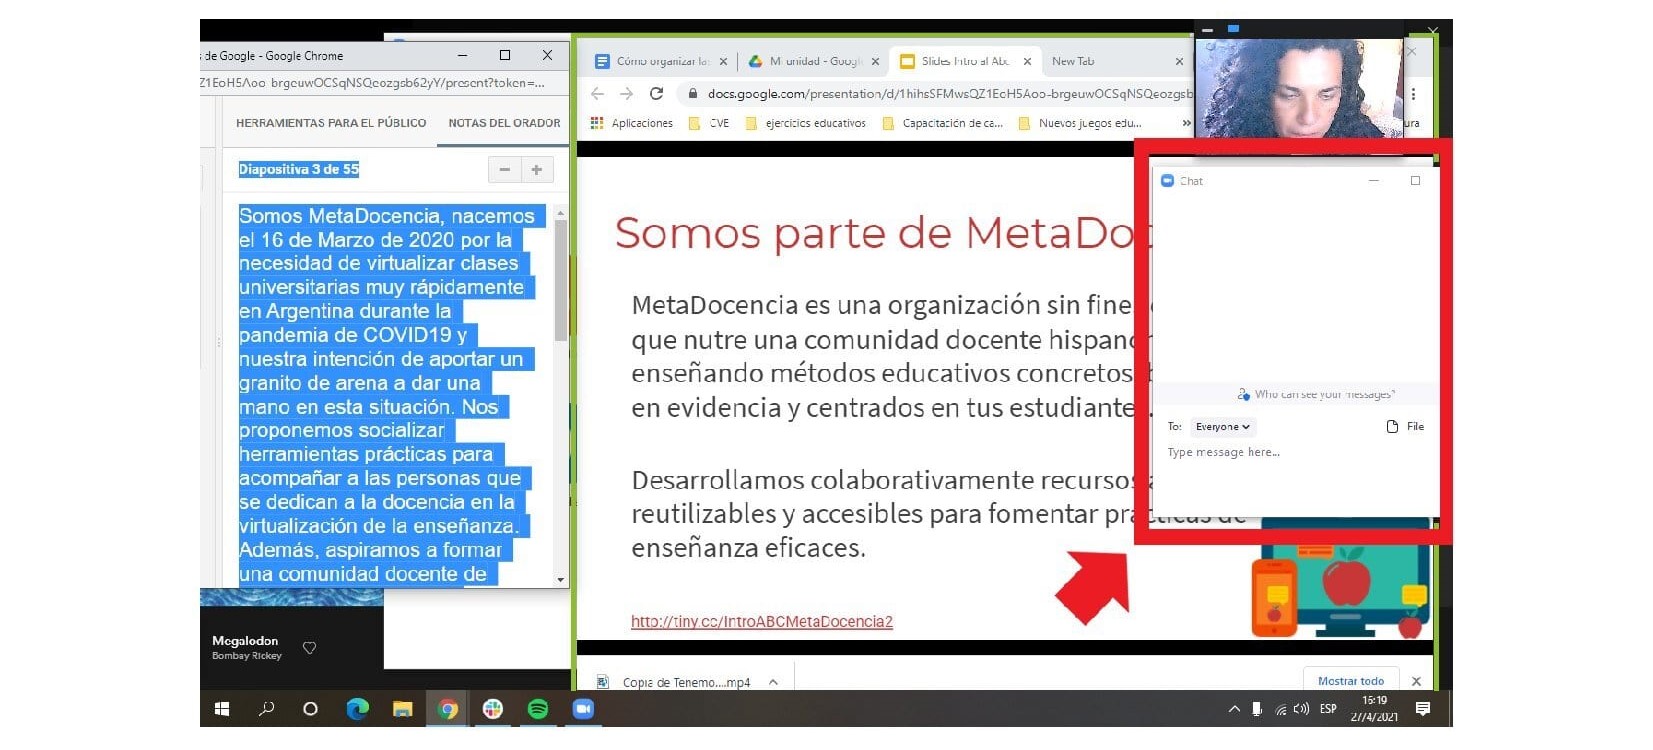 s de Google - Google Chrome
Z1EoH5Aoo-brgeuwOCSqNSQeozgsb62yY/present?token=...
HERRAMIENTAS PARA EL PÚBLICO
NOTAS DEL ORADOR
Diapositiva 3 de 55
Somos MetaDocencia, nacemos
el 16 de Marzo de 2020 por la
necesidad de virtualizar clases
universitarias muy rápidamente
en Argentina durante la
pandemia de COVID19 y
nuestra intención de aportar un
granito de arena a dar una
mano en esta situación. Nos
proponemos socializar
herramientas prácticas para
acompañar a las personas que
se dedican a la docencia en la
virtualización de la enseñanza.
Además, aspiramos a formar
una comunidad docente de
Megalodon
Bombay Rickey
Cómo organizar la
Mi unidad - Googl
Slides Intro al Abc
New Tab
docs.google.com/presentation/d/1hihsSFMwsQZ1EoH5Aoo-brgeuwOCSqNSQeozgsb
Aplicaciones
CVE
ejercicios educativos
Capacitación de ca...
Nuevos juegos edu...
»
ura
Somos parte de MetaDoc
MetaDocencia es una organización sin fine
que nutre una comunidad docente hispano
enseñando métodos educativos concretos b
en evidencia y centrados en tus estudiante .
Desarrollamos colaborativamente recursos a
reutilizables y accesibles para fomentar prácticas de
enseñanza eficaces.
http://tiny.cc/IntroABCMetaDocencia2
Chat
Who can see your messages?
To: Everyone
File
Type message here...
Copia de Tenemo....mp4
Mostrar todo
ESP
16:19
27/4/2021